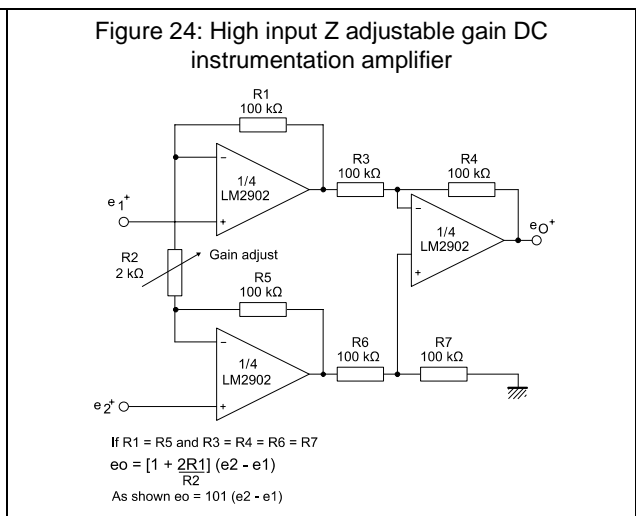 Figure 24: High input Z adjustable gain DC
instrumentation amplifier
R1
100 kΩ
R3
100 kΩ
R4
100 kΩ
1/4
LM2902
e1+
1/4
LM2902
eO+
R2
2 kΩ
Gain adjust
R5
100 kΩ
R6
100 kΩ
R7
100 kΩ
1/4
LM2902
e2+
If R1 = R5 and R3 = R4 = R6 = R7
eo = [1 + 2R1/R2] (e2 - e1)
As shown eo = 101 (e2 - e1)